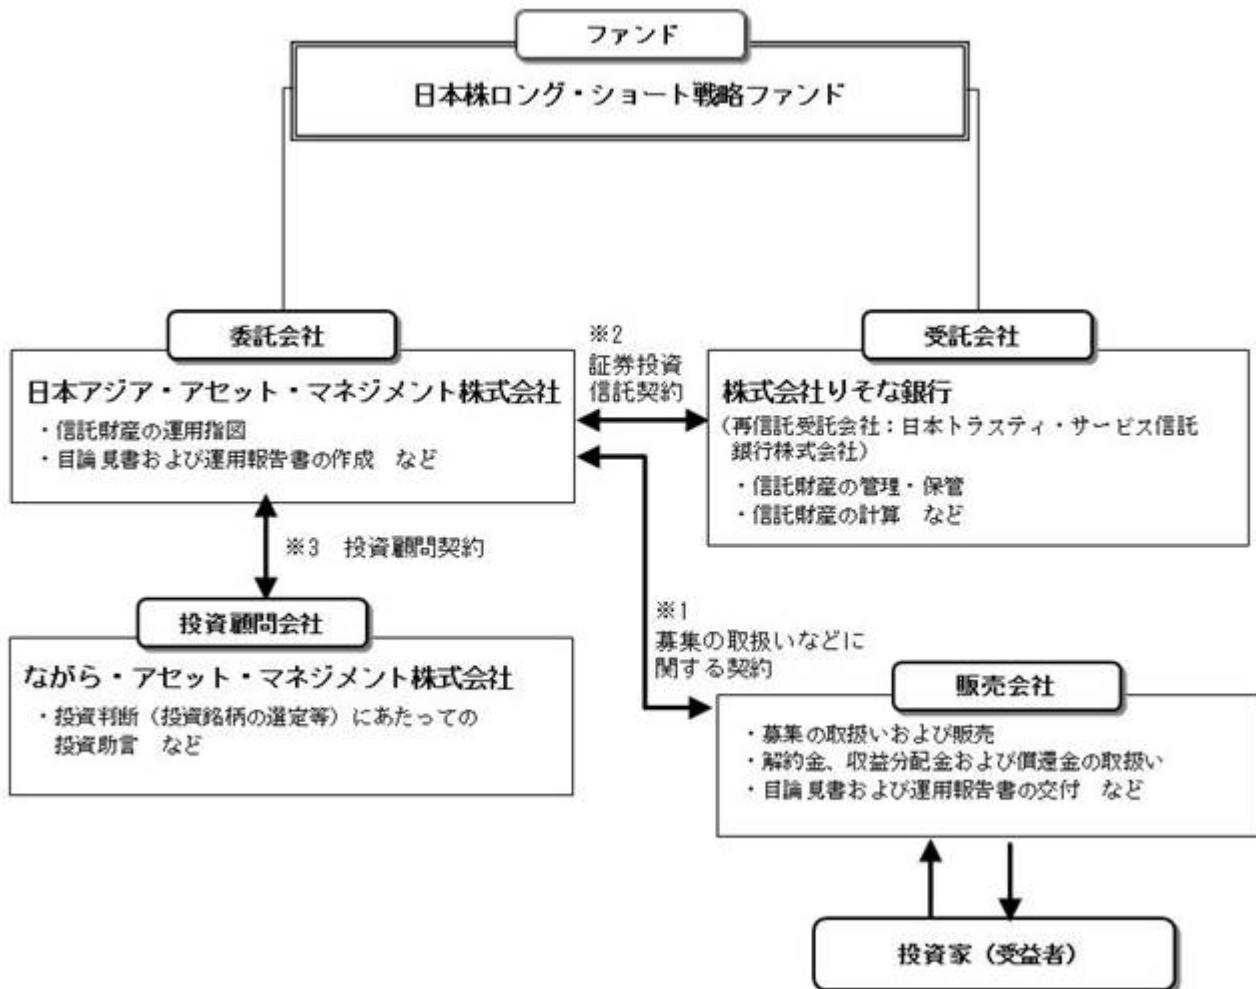 ファンド
日本株ロング・ショート戦略ファンド
委託会社
日本アジア・アセット・マネジメント株式会社
・信託財産の運用指図
・目論見書および運用報告書の作成　など
※2
証券投資
信託契約
受託会社
株式会社りそな銀行
（再信託受託会社：日本トラスティ・サービス信託
銀行株式会社）
・信託財産の管理・保管
・信託財産の計算　など
※3　投資顧問契約
投資顧問会社
ながら・アセット・マネジメント株式会社
・投資判断（投資銘柄の選定等）にあたっての
投資助言　など
※1
募集の取扱いなどに
関する契約
販売会社
・募集の取扱いおよび販売
・解約金、収益分配金および償還金の取扱い
・目論見書および運用報告書の交付　など
投資家（受益者）